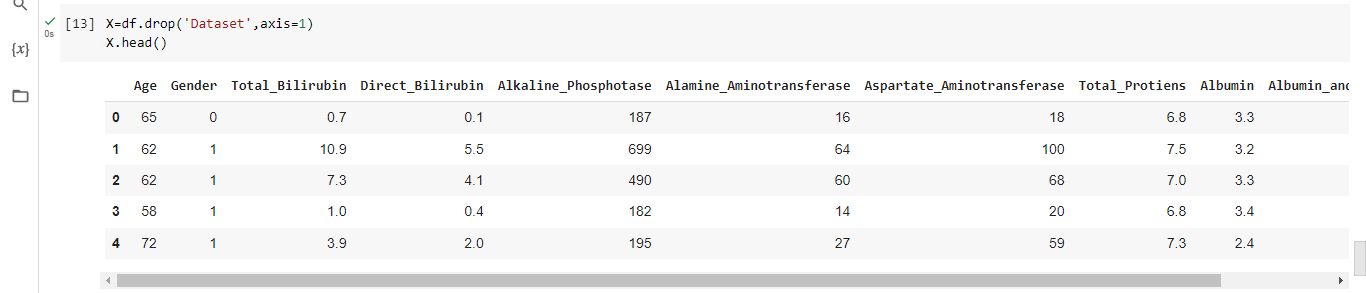 [13] X=df.drop('Dataset',axis=1)
0s
X.head()
{x}
Age Gender Total_Bilirubin Direct_Bilirubin Alkaline_Phosphotase Alamine_Aminotransferase Aspartate_Aminotransferase Total_Protiens Albumin Albumin_and
0 65 0 0.7 0.1 187 16 18 6.8 3.3
1 62 1 10.9 5.5 699 64 100 7.5 3.2
2 62 1 7.3 4.1 490 60 68 7.0 3.3
3 58 1 1.0 0.4 182 14 20 6.8 3.4
4 72 1 3.9 2.0 195 27 59 7.3 2.4